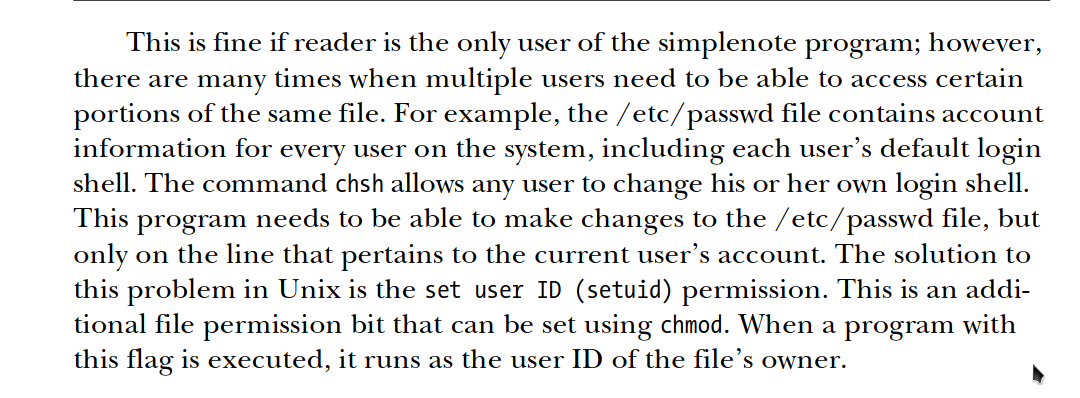 This is fine if reader is the only user of the simplenote program; however,
there are many times when multiple users need to be able to access certain
portions of the same file. For example, the /etc/passwd file contains account
information for every user on the system, including each user’s default login
shell. The command chsh allows any user to change his or her own login shell.
This program needs to be able to make changes to the /etc/passwd file, but
only on the line that pertains to the current user’s account. The solution to
this problem in Unix is the set user ID (setuid) permission. This is an addi-
tional file permission bit that can be set using chmod. When a program with
this flag is executed, it runs as the user ID of the file’s owner.